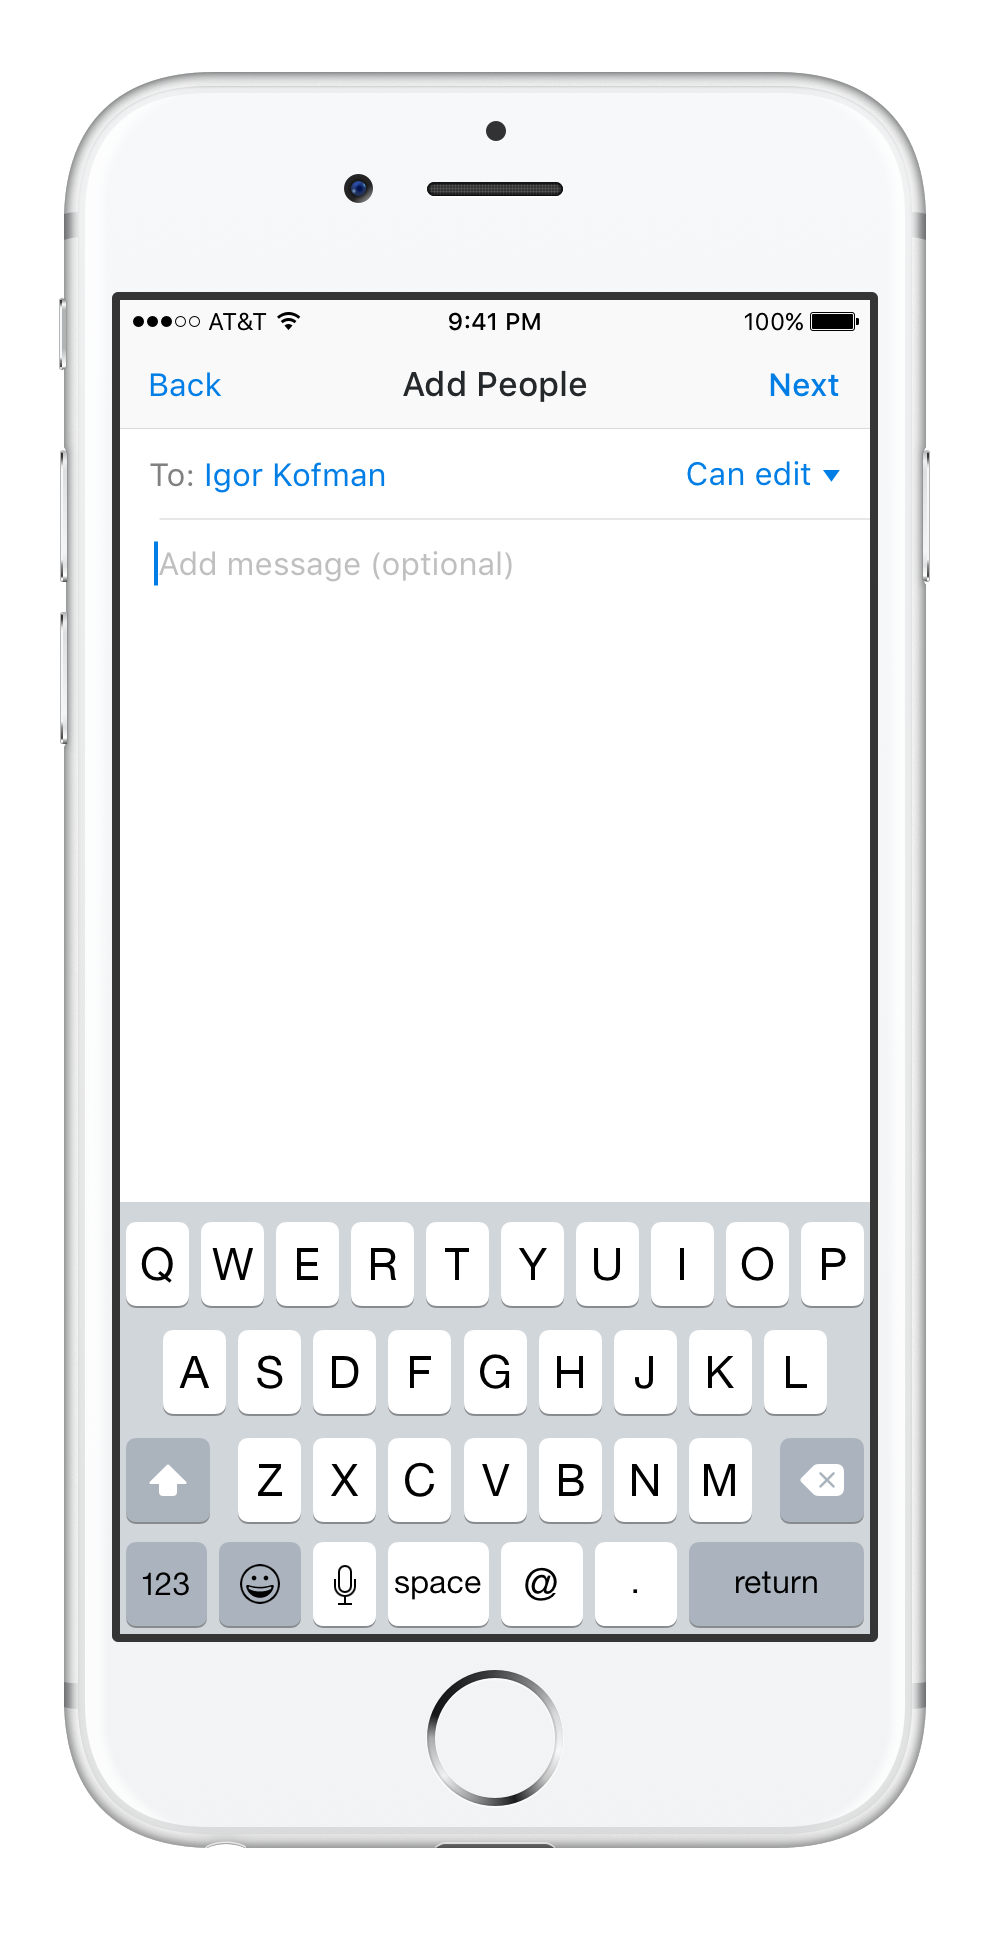 AT&T 9:41 PM 100%
Back Add People Next
To: Igor Kofman Can edit
Add message (optional)
Q W E R T Y U I O P
A S D F G H J K L
Z X C V B N M
123 space @ . return